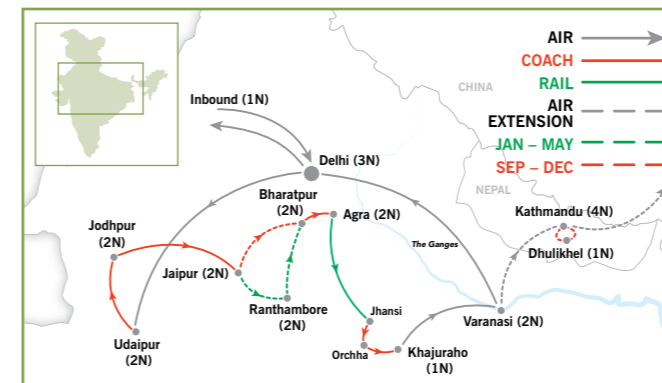 AIR
COACH
RAIL
AIR
EXTENSION
JAN – MAY
SEP – DEC
CHINA
NEPAL
Inbound (1N)
Delhi (3N)
Bharatpur
(2N)
Agra (2N)
Jodhpur
(2N)
Jaipur (2N)
Ranthambore
(2N)
Udaipur
(2N)
Jhansi
Orchha
Khajuraho
(1N)
The Ganges
Varanasi (2N)
Kathmandu (4N)
Dhulikhel (1N)